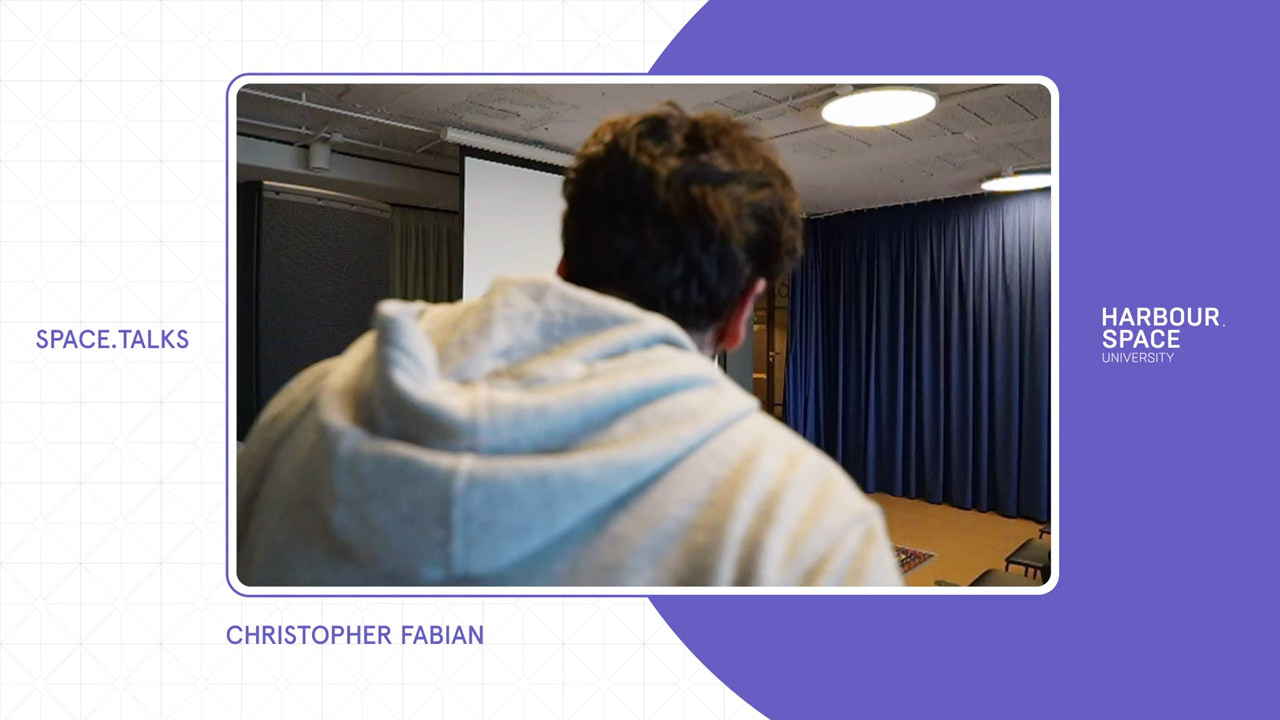 SPACE.TALKS
HARBOUR.
SPACE
UNIVERSITY
CHRISTOPHER FABIAN